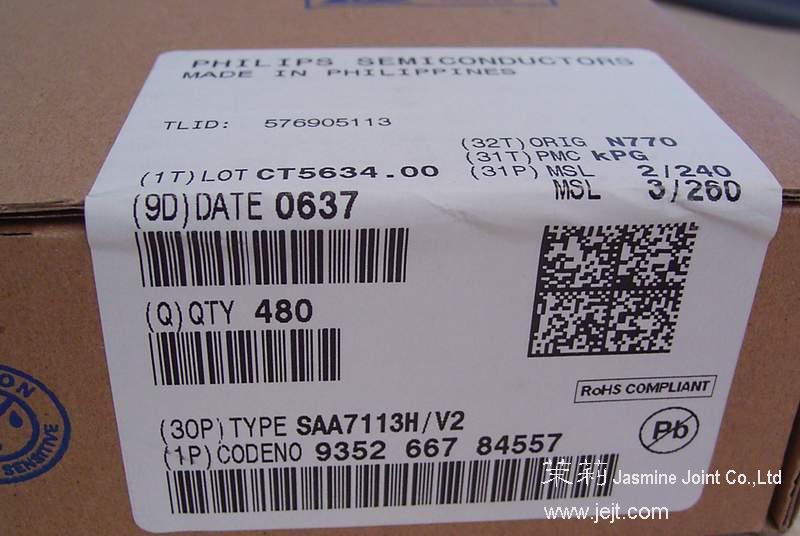 PHILIPS SEMICONDUCTORS
MADE IN PHILIPPINES
TLID: 576905113
(32T)ORIG N770
(31T)PMC kPG
(1T)LOT CT5634.00
(31P) MSL 2/240
MSL 3/260
(9D)DATE 0637
(Q)QTY 480
RoHS COMPLIANT
Pb
(30P)TYPE SAA7113H/V2
(1P)CODENO 9352 667 84557
ON
SENSITIVE
茉莉 Jasmine Joint Co.,Ltd
www.jejt.com